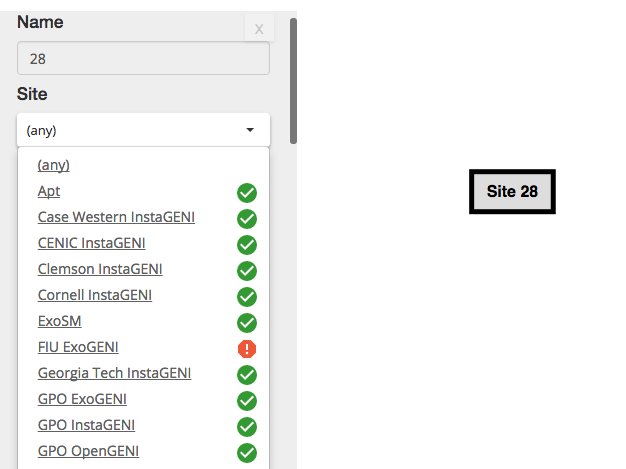 Name
X
28
Site
(any)
(any)
Apt
Case Western InstaGENI
CENIC InstaGENI
Clemson InstaGENI
Cornell InstaGENI
ExoSM
FIU ExoGENI
Georgia Tech InstaGENI
GPO ExoGENI
GPO InstaGENI
GPO OpenGENI
Site 28